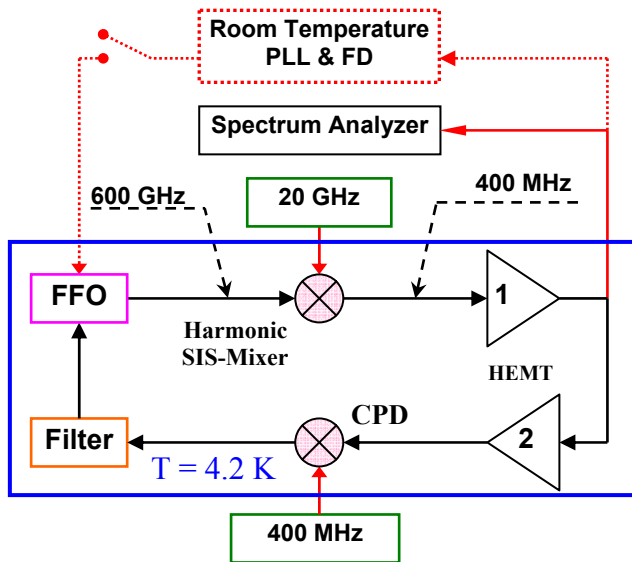 Room Temperature
PLL & FD
Spectrum Analyzer
600 GHz
20 GHz
400 MHz
FFO
1
Harmonic
SIS-Mixer
HEMT
Filter
CPD
2
T = 4.2 K
400 MHz